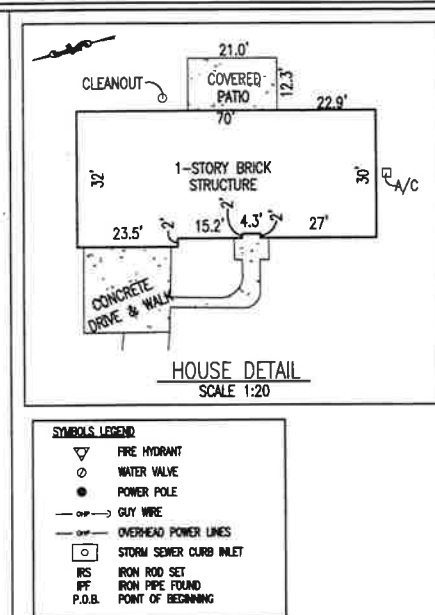 21.0'
CLEANOUT
COVERED
PATIO
12.3'
22.9'
70'
32'
1-STORY BRICK
STRUCTURE
30'
A/C
23.5'
2'
15.2'
2'
4.3'
2'
27'
CONCRETE
DRIVE & WALK
HOUSE DETAIL
SCALE 1:20
SYMBOLS LEGEND
FIRE HYDRANT
WATER VALVE
POWER POLE
OHP GUY WIRE
OHP OVERHEAD POWER LINES
STORM SEWER CURB INLET
IRS IRON ROD SET
IPF IRON PIPE FOUND
P.O.B. POINT OF BEGINNING